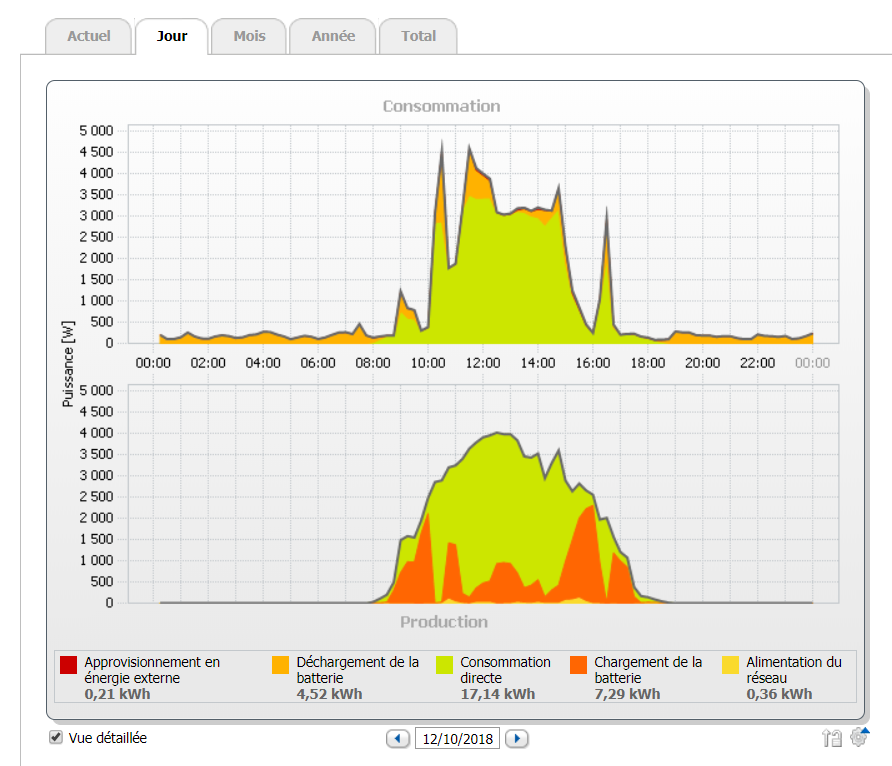 Actuel Jour Mois Année Total
Consommation
5 000
4 500
4 000
3 500
3 000
2 500
2 000
1 500
1 000
500
0
00:00 02:00 04:00 06:00 08:00 10:00 12:00 14:00 16:00 18:00 20:00 22:00 00:00
Puissance [W]
5 000
4 500
4 000
3 500
3 000
2 500
2 000
1 500
1 000
500
0
Production
Approvisionnement en
énergie externe
0,21 kWh
Déchargement de la
batterie
4,52 kWh
Consommation
directe
17,14 kWh
Chargement de la
batterie
7,29 kWh
Alimentation du
réseau
0,36 kWh
Vue détaillée
12/10/2018